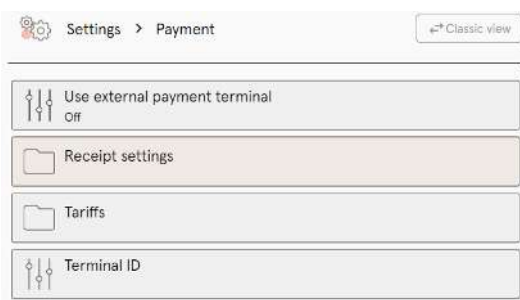 Settings > Payment
Classic view
Use external payment terminal
Off
Receipt settings
Tariffs
Terminal ID